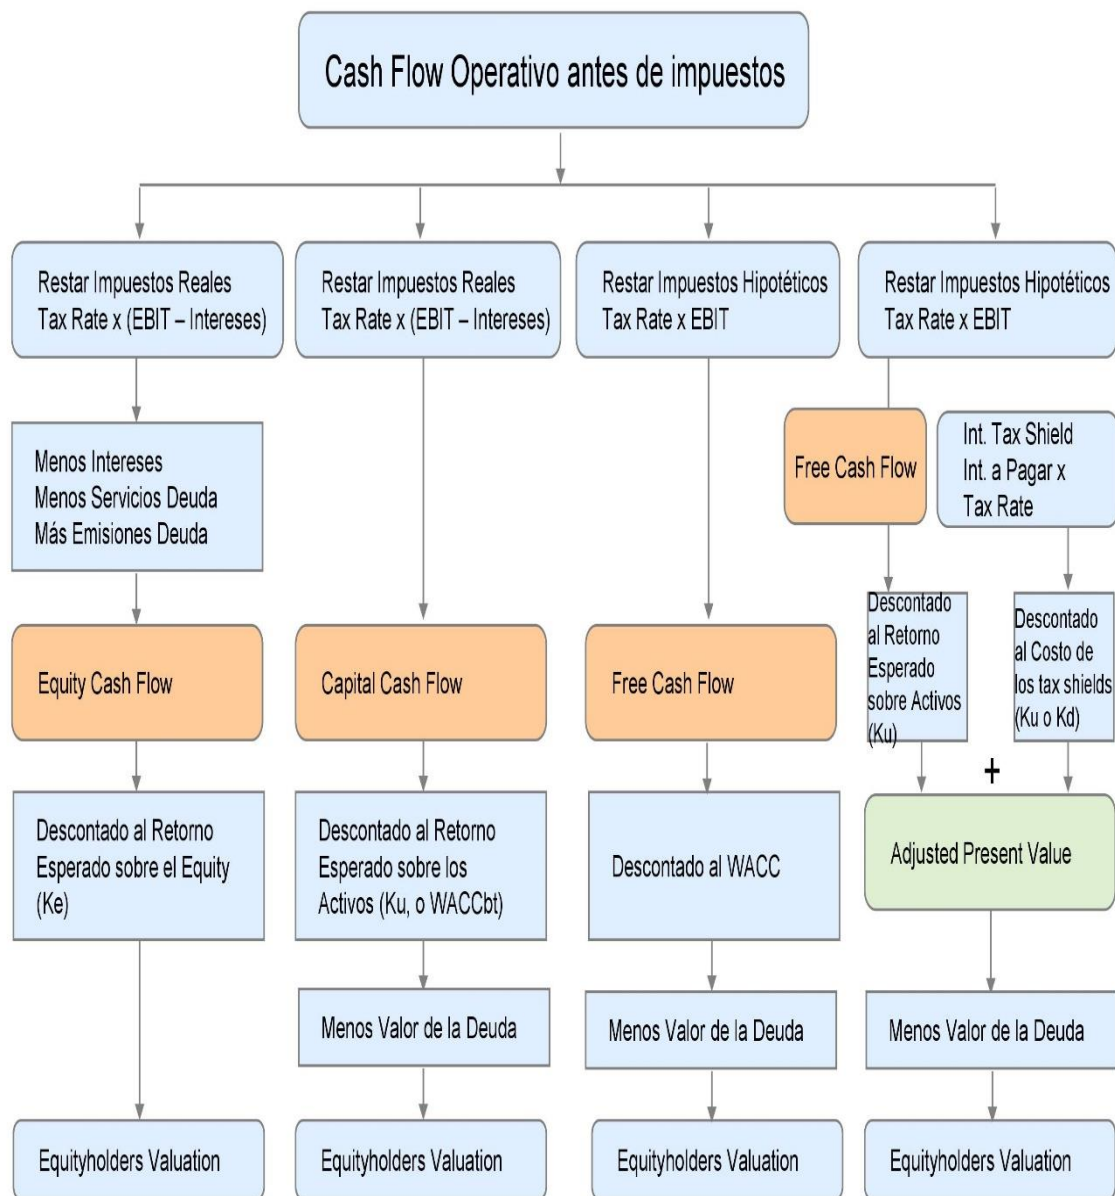 Cash Flow Operativo antes de impuestos
Restar Impuestos Reales
Tax Rate x (EBIT – Intereses)
Restar Impuestos Reales
Tax Rate x (EBIT – Intereses)
Restar Impuestos Hipotéticos
Tax Rate x EBIT
Restar Impuestos Hipotéticos
Tax Rate x EBIT
Menos Intereses
Menos Servicios Deuda
Más Emisiones Deuda
Free Cash Flow
Int. Tax Shield
Int. a Pagar x
Tax Rate
Equity Cash Flow
Capital Cash Flow
Free Cash Flow
Descontado
al Retorno
Esperado
sobre Activos
(Ku)
Descontado
al Costo de
los tax shields
(Ku o Kd)
+
Descontado al Retorno
Esperado sobre el Equity
(Ke)
Descontado al Retorno
Esperado sobre los
Activos (Ku, o WACCbt)
Descontado al WACC
Adjusted Present Value
Menos Valor de la Deuda
Menos Valor de la Deuda
Menos Valor de la Deuda
Equityholders Valuation
Equityholders Valuation
Equityholders Valuation
Equityholders Valuation